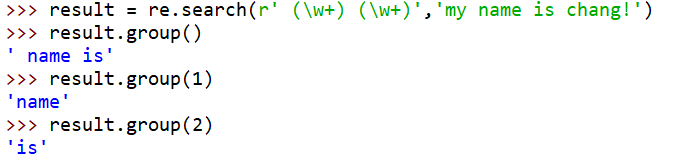 >>> result = re.search(r' (\w+) (\w+)','my name is chang!')
>>> result.group()
' name is'
>>> result.group(1)
'name'
>>> result.group(2)
'is'